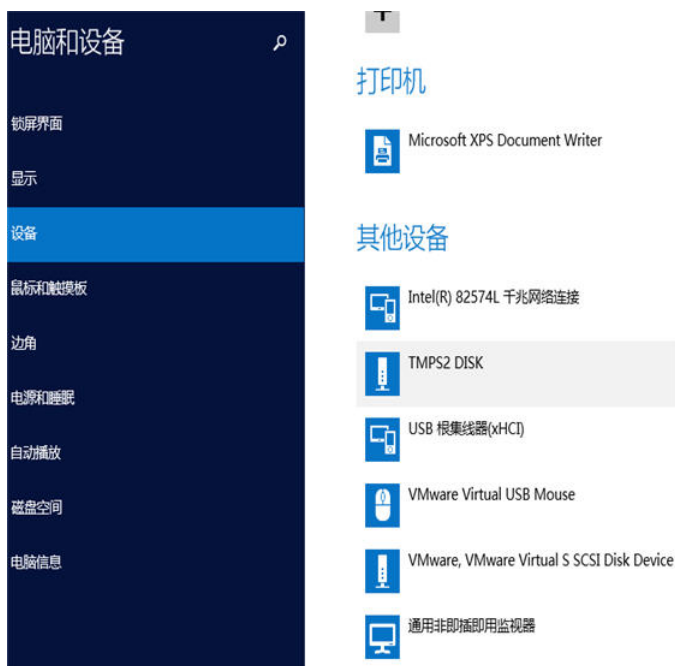 电脑和设备
锁屏界面
显示
设备
鼠标和触摸板
边角
电源和睡眠
自动播放
磁盘空间
电脑信息
打印机
Microsoft XPS Document Writer
其他设备
Intel(R) 82574L 千兆网络连接
TMPS2 DISK
USB 根集线器(xHCI)
VMware Virtual USB Mouse
VMware, VMware Virtual S SCSI Disk Device
通用非即插即用监视器